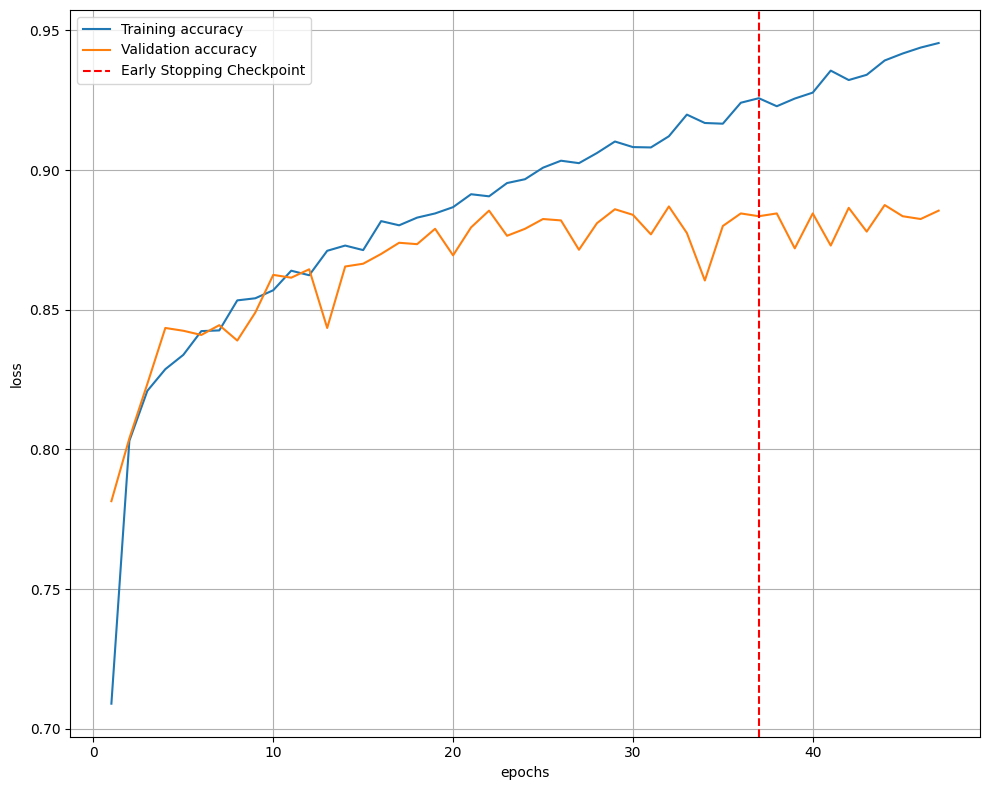 Training accuracy
Validation accuracy
Early Stopping Checkpoint
0.95
0.90
0.85
0.80
0.75
0.70
loss
0
10
20
30
40
epochs